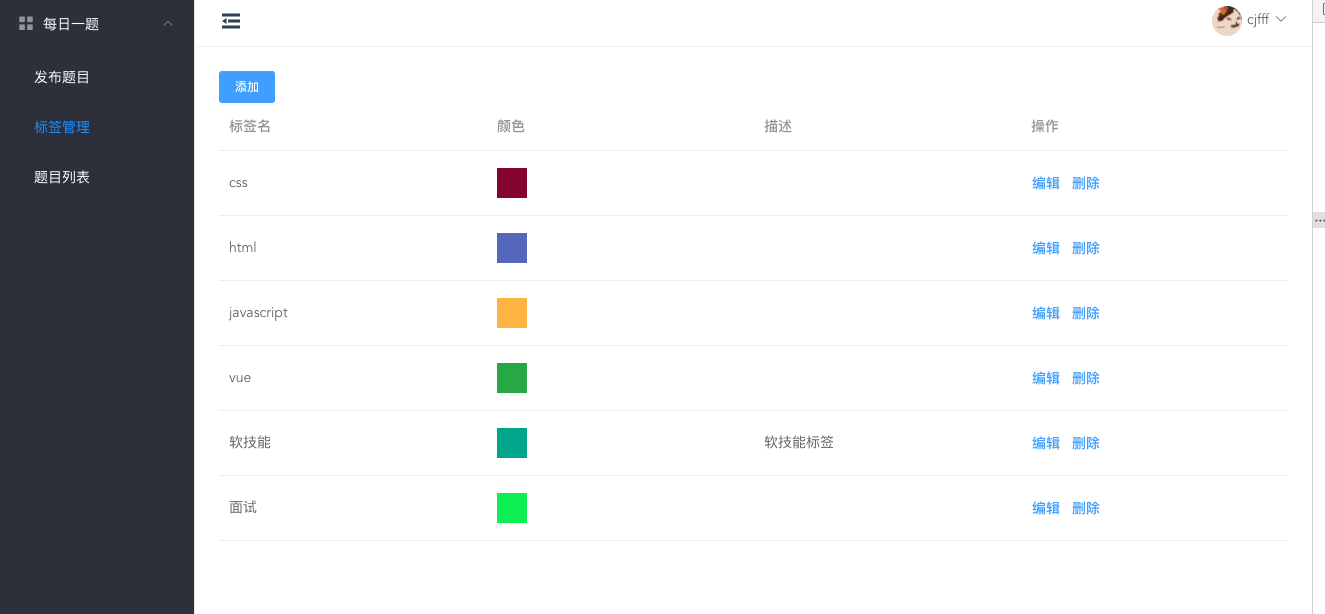 每日一题
cjfff
发布题目
标签管理
题目列表
添加
标签名 颜色 描述 操作
css 编辑 删除
html 编辑 删除
javascript 编辑 删除
vue 编辑 删除
软技能 软技能标签 编辑 删除
面试 编辑 删除